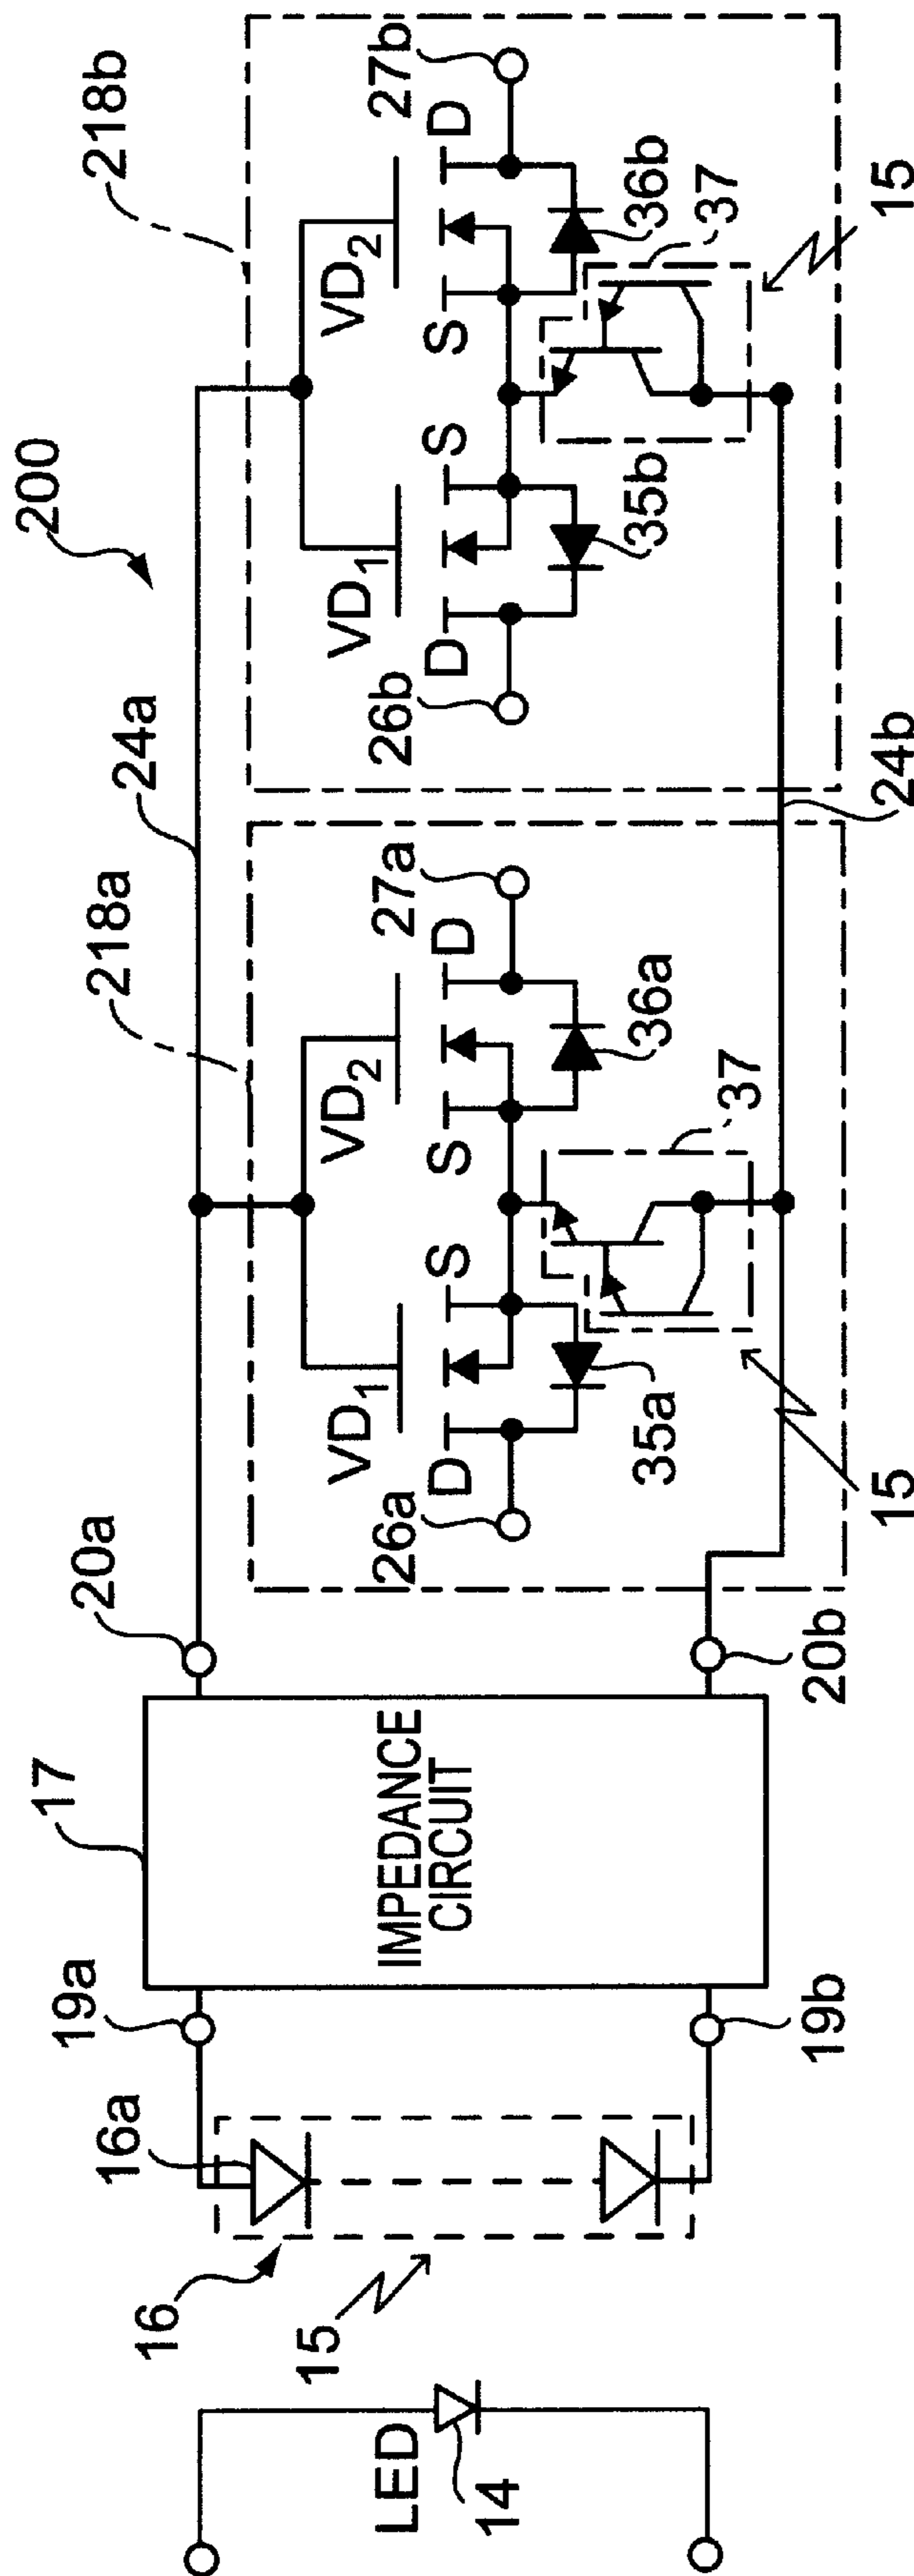 200
218a
218b
24a
17
19a
20a
16a
16
15
LED
14
IMPEDANCE
CIRCUIT
19b
20b
VD1
VD2
D
S
S
D
26a
27a
35a
36a
37
15
VD1
VD2
D
S
S
D
26b
27b
35b
36b
37
15
24b